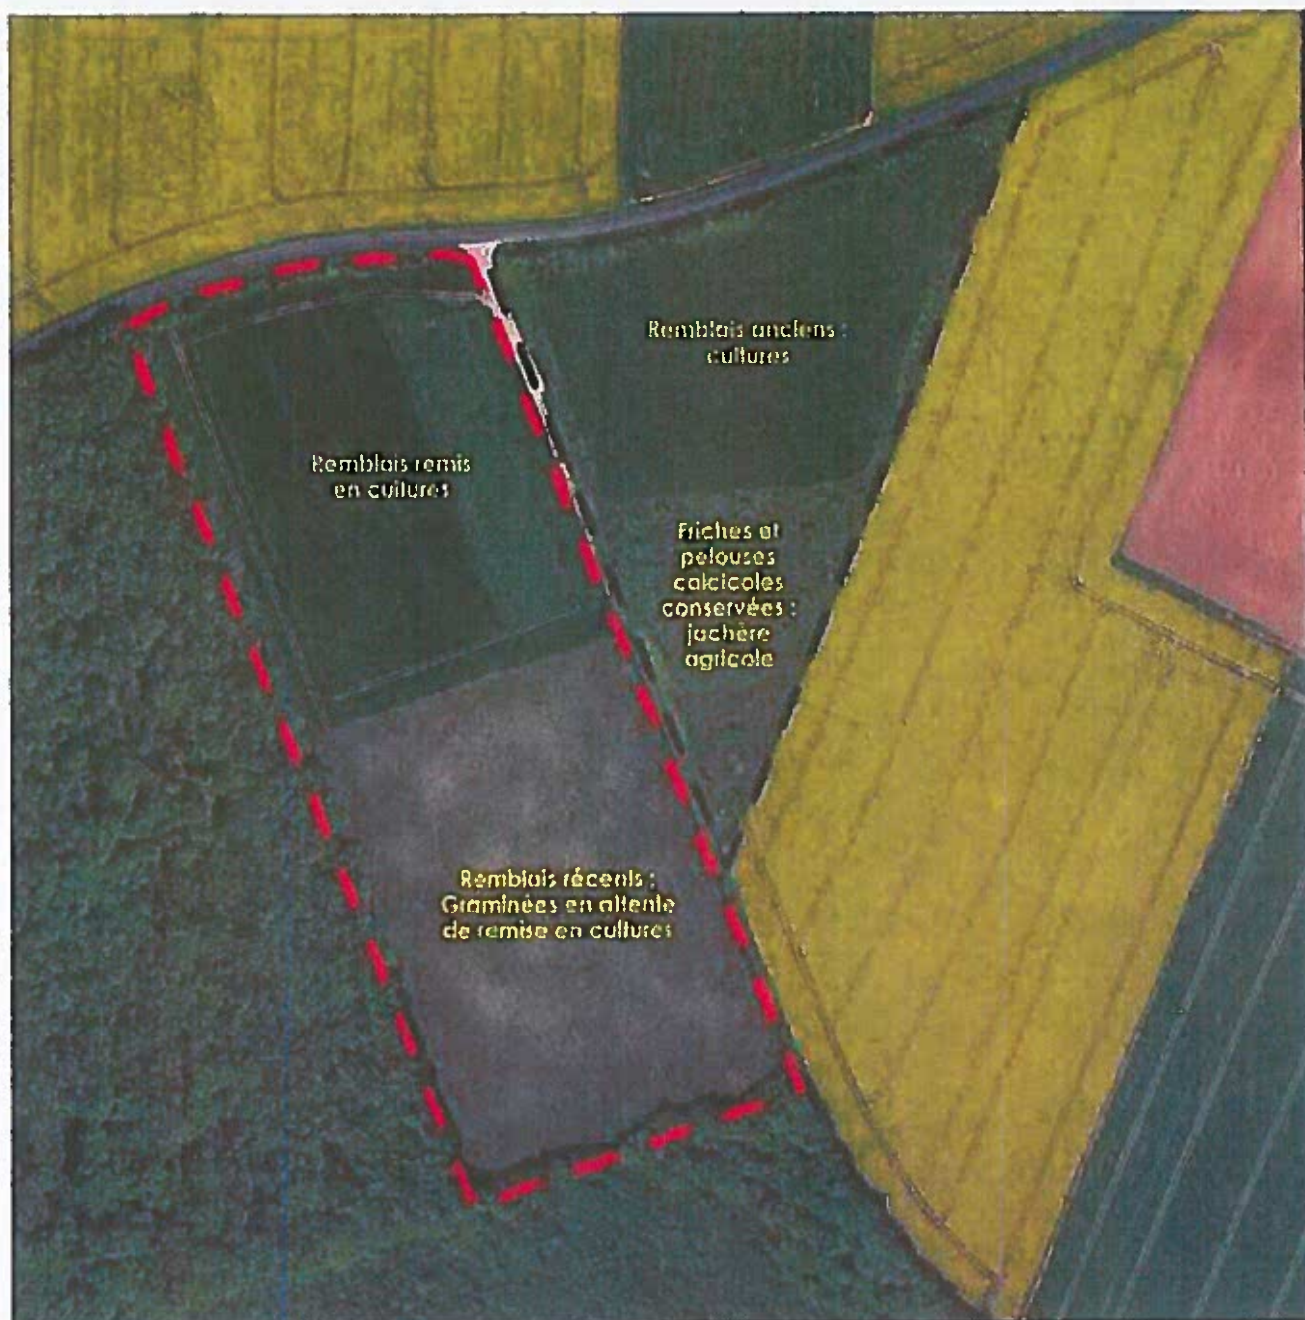 Remblais anciens :
cultures
Remblais remis
en cultures
Friches et
pelouses
calcicoles
conservées :
jachère
agricole
Remblais récents :
Graminées en attente
de remise en cultures